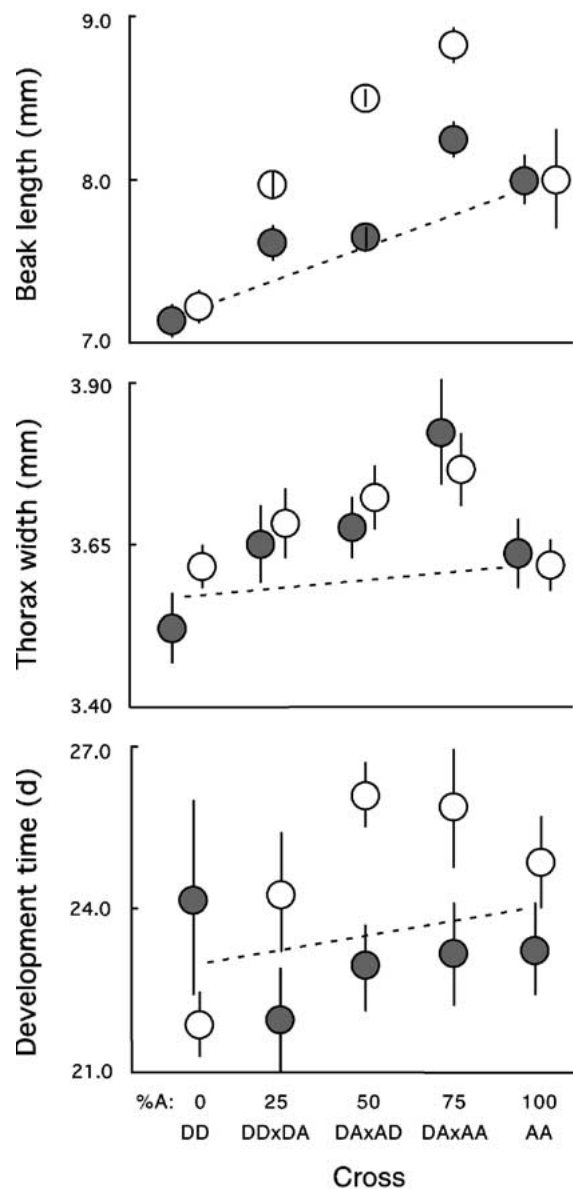 Beak length (mm)
9.0
8.0
7.0
Thorax width (mm)
3.90
3.65
3.40
Development time (d)
27.0
24.0
21.0
%A: 0 25 50 75 100
DD DDxDA DAxAD DAxAA AA
Cross